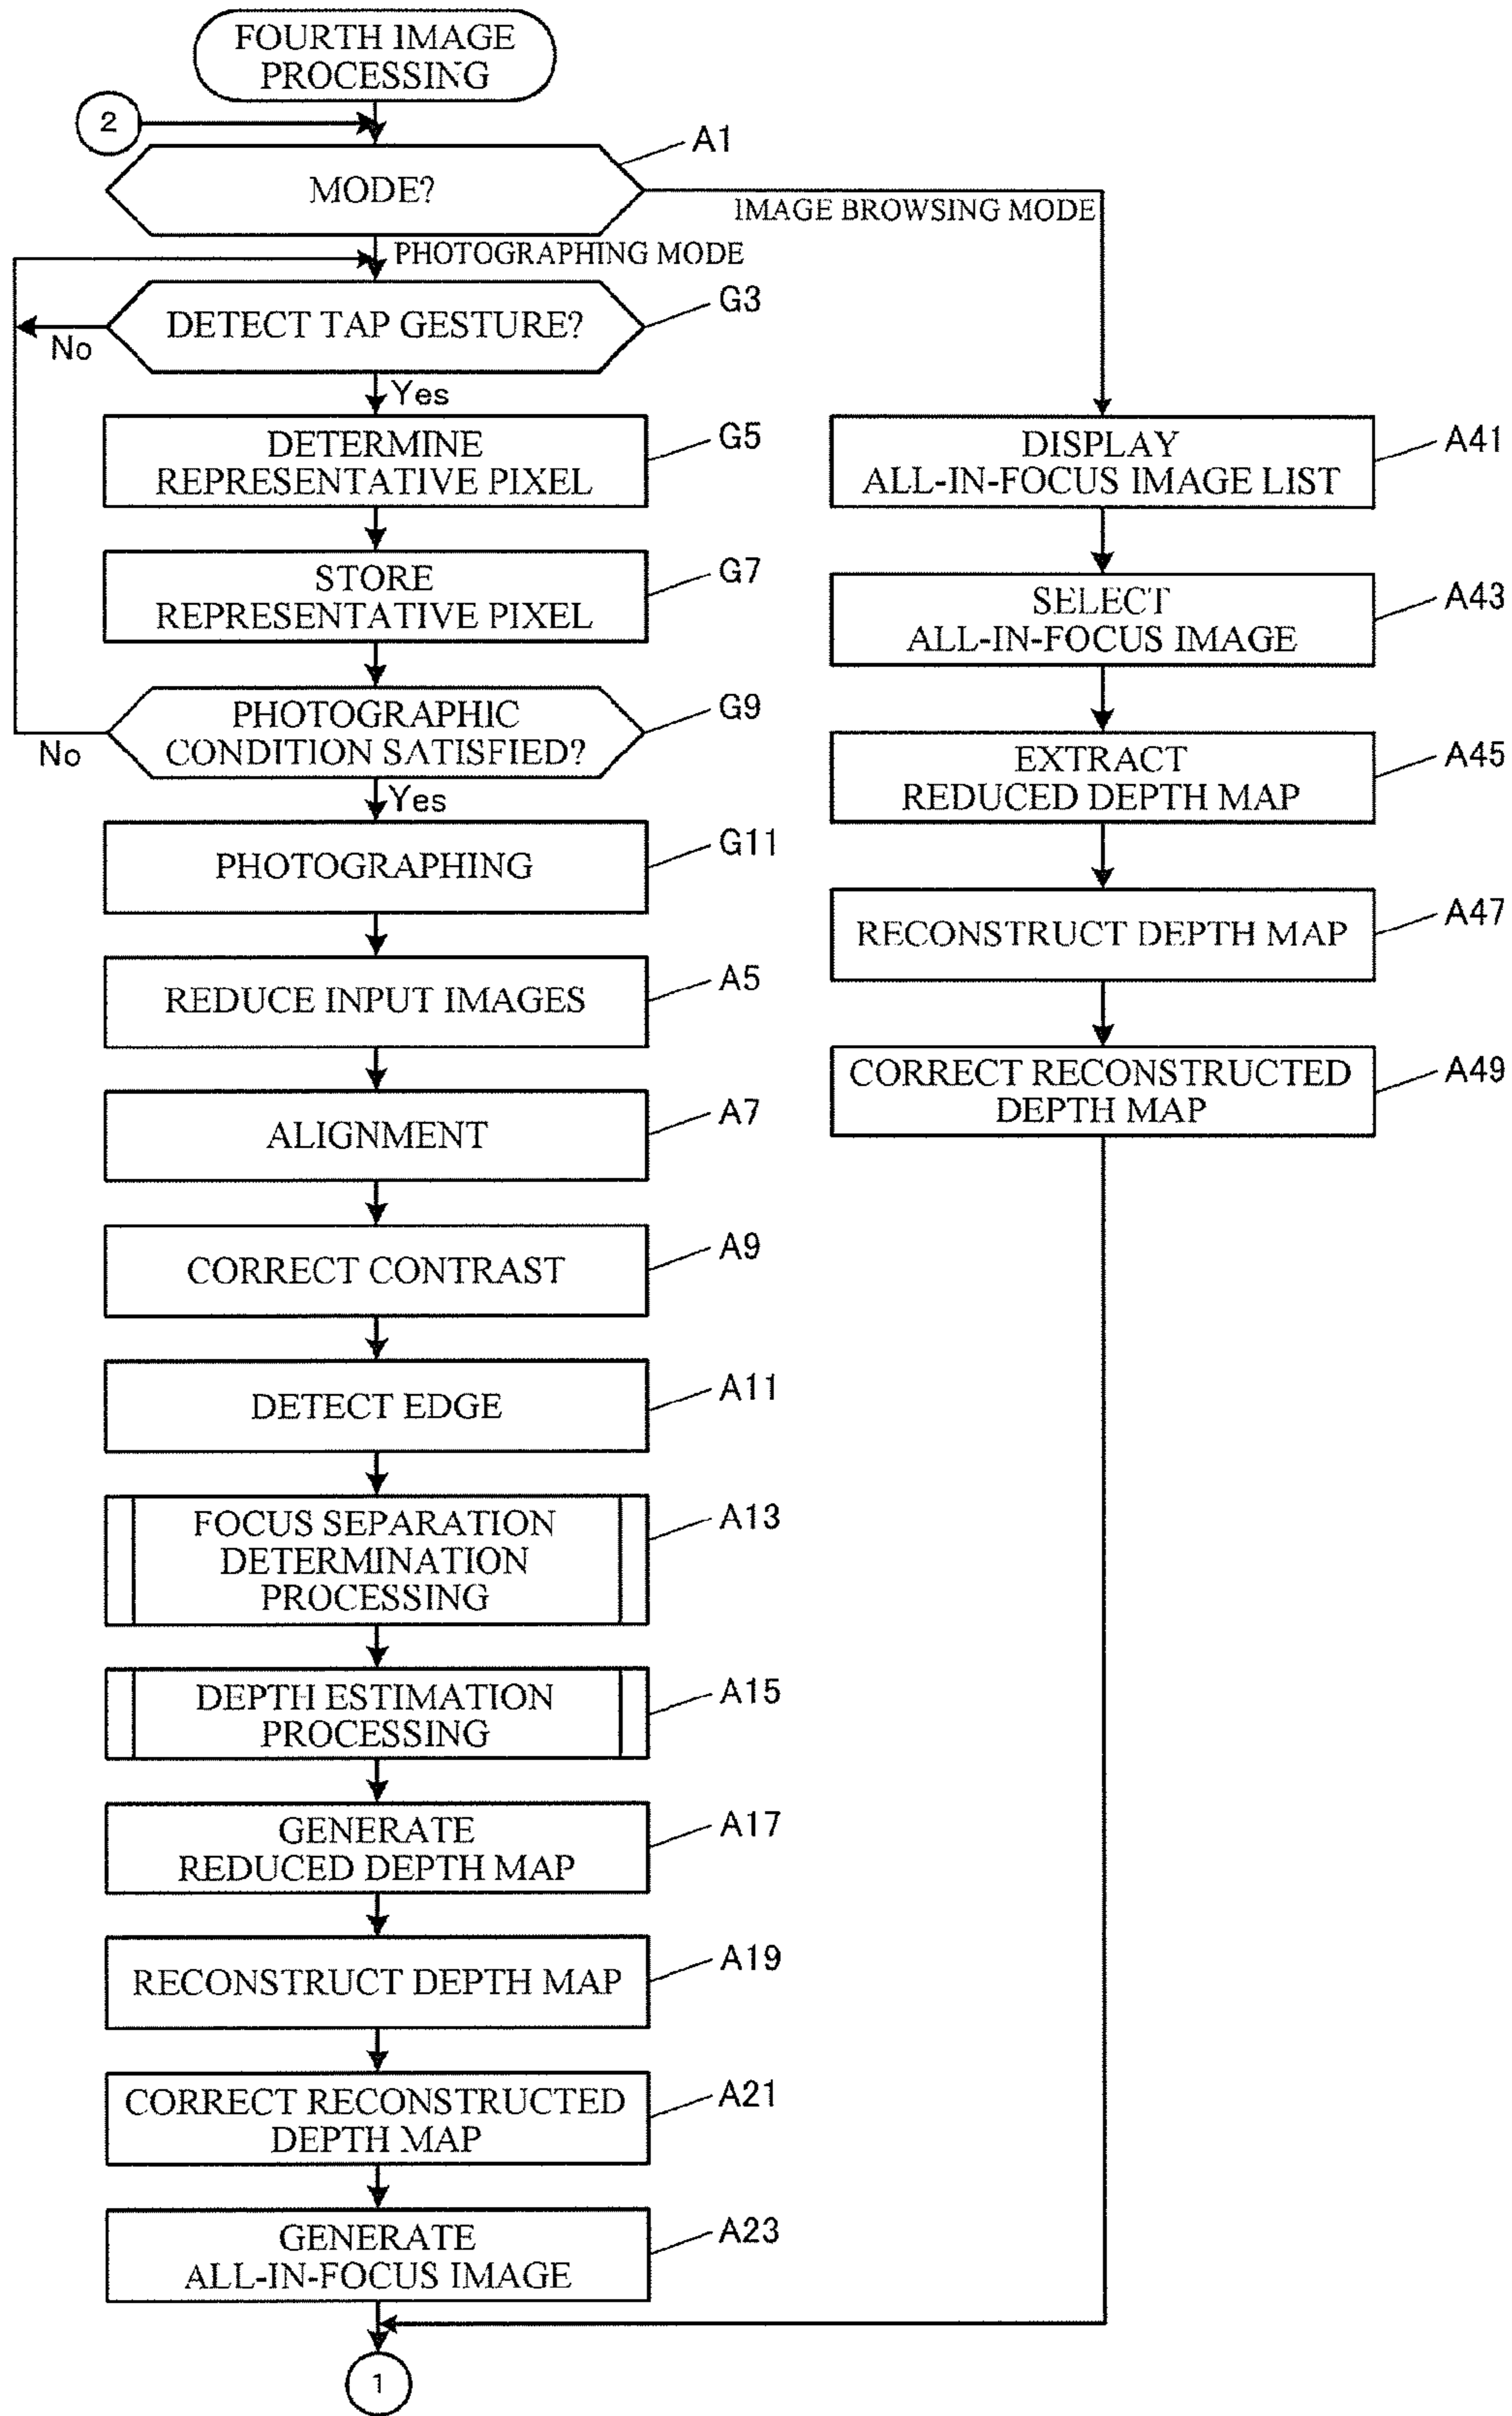 FOURTH IMAGE
PROCESSING
2
A1
MODE?
IMAGE BROWSING MODE
PHOTOGRAPHING MODE
G3
DETECT TAP GESTURE?
No
Yes
G5
DETERMINE
REPRESENTATIVE PIXEL
G7
STORE
REPRESENTATIVE PIXEL
G9
PHOTOGRAPHIC
CONDITION SATISFIED?
No
Yes
G11
PHOTOGRAPHING
A5
REDUCE INPUT IMAGES
A7
ALIGNMENT
A9
CORRECT CONTRAST
A11
DETECT EDGE
A13
FOCUS SEPARATION
DETERMINATION
PROCESSING
A15
DEPTH ESTIMATION
PROCESSING
A17
GENERATE
REDUCED DEPTH MAP
A19
RECONSTRUCT DEPTH MAP
A21
CORRECT RECONSTRUCTED
DEPTH MAP
A23
GENERATE
ALL-IN-FOCUS IMAGE
1
A41
DISPLAY
ALL-IN-FOCUS IMAGE LIST
A43
SELECT
ALL-IN-FOCUS IMAGE
A45
EXTRACT
REDUCED DEPTH MAP
A47
RECONSTRUCT DEPTH MAP
A49
CORRECT RECONSTRUCTED
DEPTH MAP